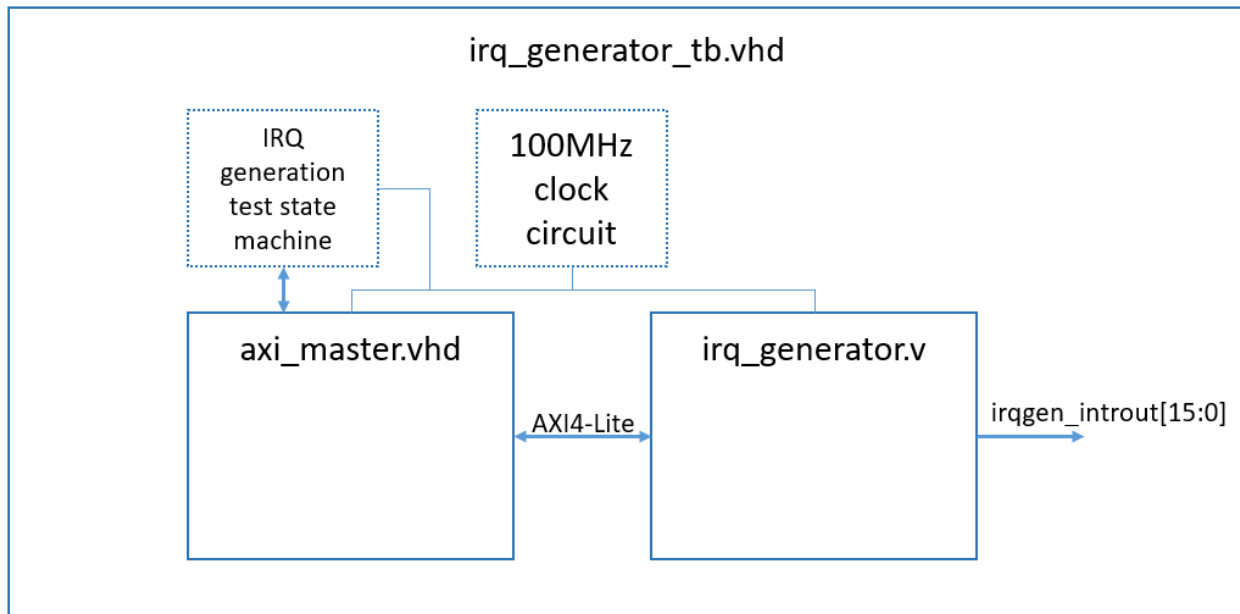 irq_generator_tb.vhd
IRQ
generation
test state
machine
100MHz
clock
circuit
axi_master.vhd
irq_generator.v
AXI4-Lite
irqgen_introut[15:0]